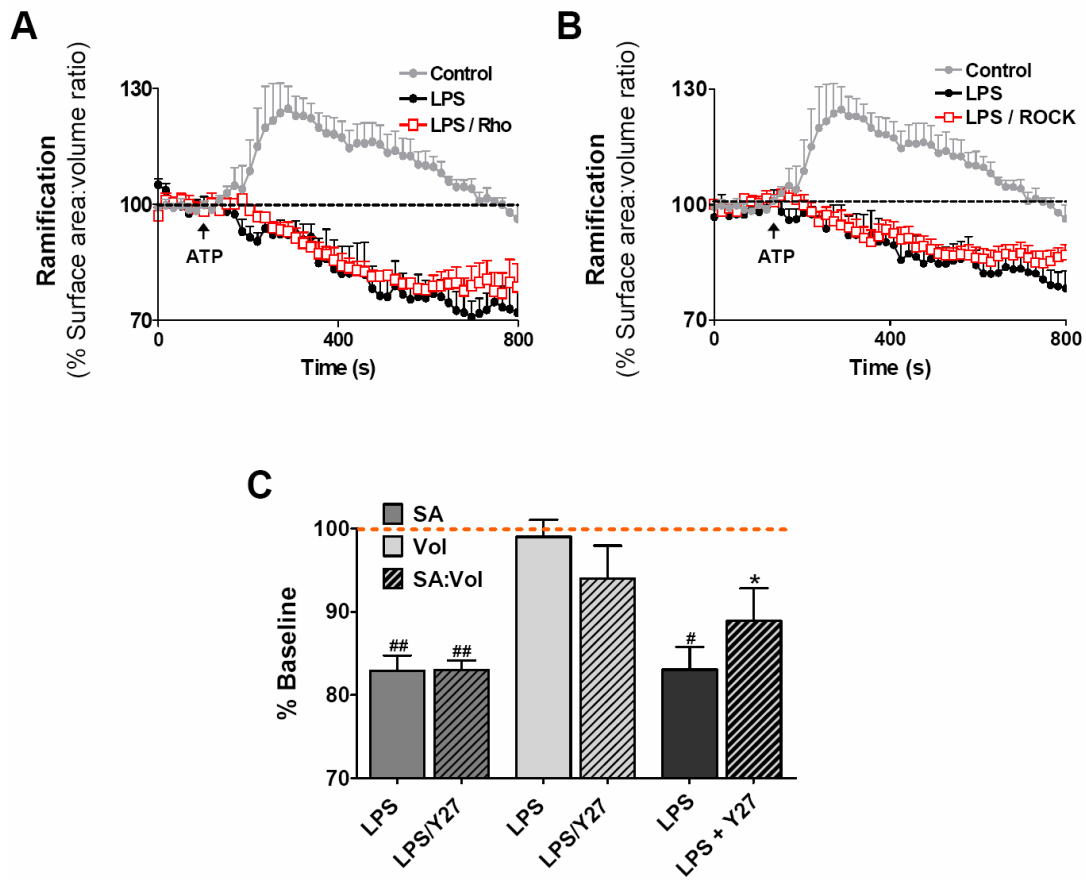 A
Ramification
(% Surface area:volume ratio)
130
100
70
Control
LPS
LPS / Rho
ATP
0
400
800
Time (s)
B
Ramification
(% Surface area:volume ratio)
130
100
70
Control
LPS
LPS / ROCK
ATP
0
400
800
Time (s)
C
% Baseline
100
90
80
70
SA
Vol
SA:Vol
##
##
#
*
LPS
LPS/Y27
LPS
LPS/Y27
LPS
LPS + Y27